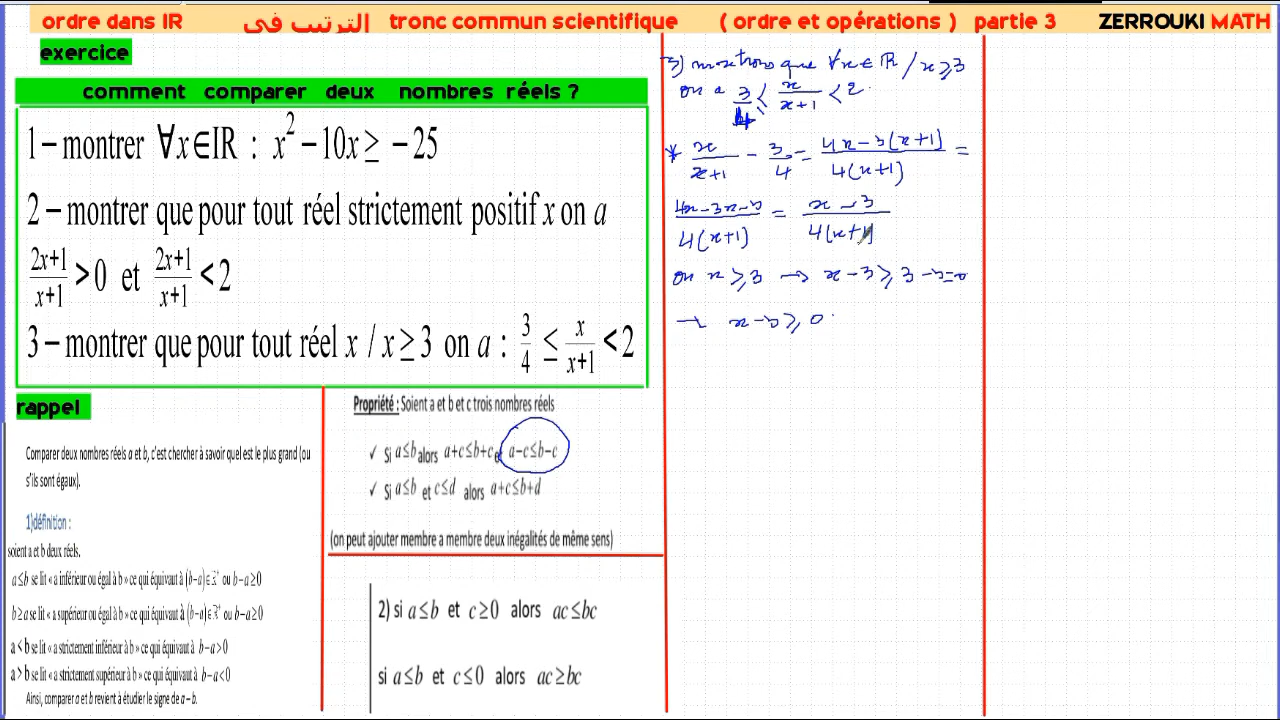 ordre dans IR الترتيب في tronc commun scientifique ( ordre et opérations ) partie 3 ZERROUKI MATH
exercice
comment comparer deux nombres réels ?
1 – montrer ∀x∈IR : x² – 10x ≥ – 25
2 – montrer que pour tout réel strictement positif x on a
(2x+1)/(x+1) > 0 et (2x+1)/(x+1) < 2
3 – montrer que pour tout réel x / x ≥ 3 on a : 3/4 ≤ x/(x+1) < 2
rappel
Comparer deux nombres réels a et b, c'est chercher à savoir quel est le plus grand (ou
s'ils sont égaux).
1)définition :
soient a et b deux réels.
a ≤ b se lit « a inférieur ou égal à b » ce qui équivaut à (b–a) ∈ ou b–a ≥ 0
b ≥ a se lit « a supérieur ou égal à b » ce qui équivaut à (b–a) ∈ ou b–a ≥ 0
a < b se lit « a strictement inférieur à b » ce qui équivaut à b–a > 0
a > b se lit « a strictement supérieur à b » ce qui équivaut à b–a < 0
Ainsi, comparer a et b revient à étudier le signe de a – b.
Propriété : Soient a et b et c trois nombres réels
✓ Si a ≤ b alors a+c ≤ b+c et a–c ≤ b–c
✓ Si a ≤ b et c ≤ d alors a+c ≤ b+d
(on peut ajouter membre a membre deux inégalités de même sens)
2) si a ≤ b et c ≥ 0 alors ac ≤ bc
si a ≤ b et c ≤ 0 alors ac ≥ bc
3) montrons que ∀x ∈ IR / x ≥ 3
on a 3/4 ≤ x/(x+1) < 2.
* x/(x+1) – 3/4 = (4x–3(x+1))/(4(x+1)) =
(4x–3x–3)/(4(x+1)) = (x–3)/(4(x+1))
on x ≥ 3 → x–3 ≥ 3–3=0
→ x–3 ≥ 0.